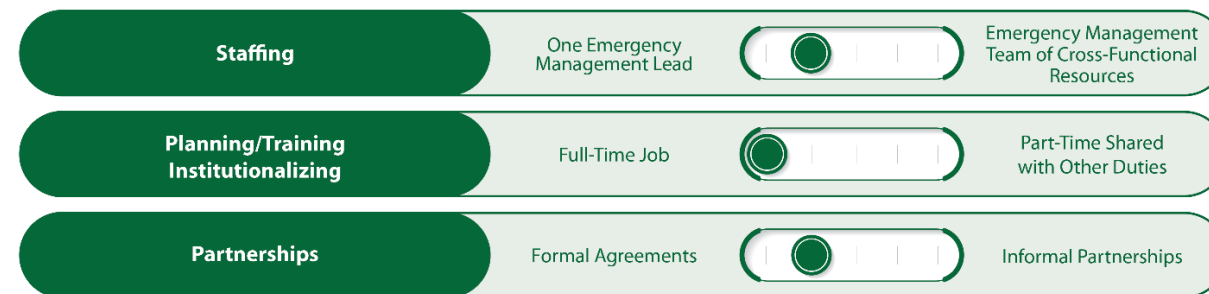 Staffing
One Emergency
Management Lead
Emergency Management
Team of Cross-Functional
Resources
Planning/Training
Institutionalizing
Full-Time Job
Part-Time Shared
with Other Duties
Partnerships
Formal Agreements
Informal Partnerships